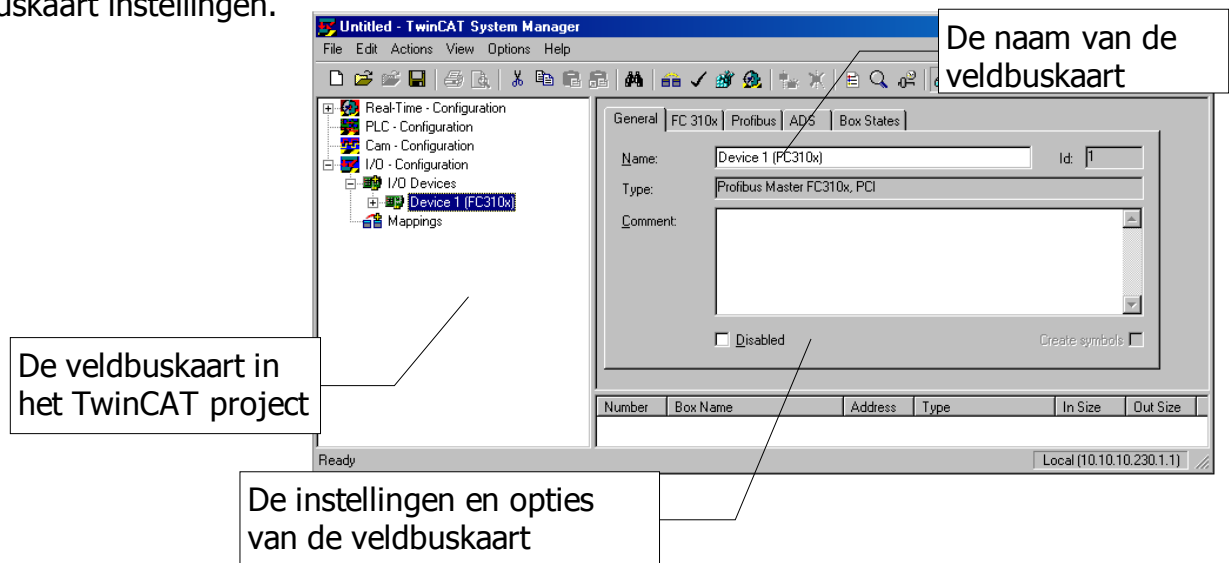 uskaart instellingen.
Untitled - TwinCAT System Manager
File Edit Actions View Options Help
De naam van de
veldbuskaart
Real-Time - Configuration
PLC - Configuration
Cam - Configuration
I/O - Configuration
I/O Devices
Device 1 (FC310x)
Mappings
General FC 310x Profibus ADS Box States
Name: Device 1 (FC310x) Id: 1
Type: Profibus Master FC310x, PCI
Comment:
Disabled Create symbols
De veldbuskaart in
het TwinCAT project
Number Box Name Address Type In Size Out Size
Ready Local (10.10.10.230.1.1)
De instellingen en opties
van de veldbuskaart